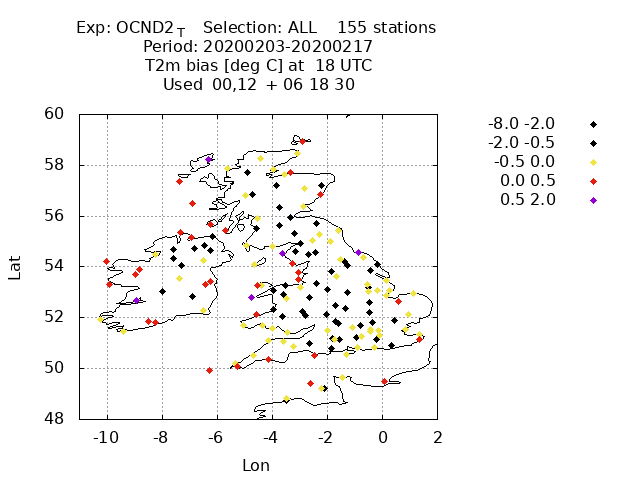 Exp: OCND2T Selection: ALL 155 stations
Period: 20200203-20200217
T2m bias [deg C] at 18 UTC
Used 00,12 + 06 18 30
60
58
56
54
52
50
48
Lat
-10 -8 -6 -4 -2 0 2
Lon
-8.0 -2.0
-2.0 -0.5
-0.5 0.0
0.0 0.5
0.5 2.0